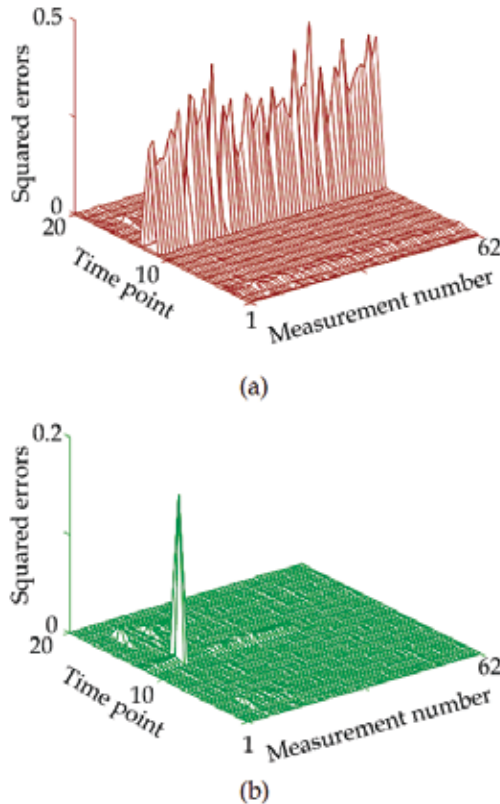 0.5
Squared errors
0
20
Time point
10
1
Measurement number
62
(a)
0.2
Squared errors
0
20
Time point
10
1
Measurement number
62
(b)